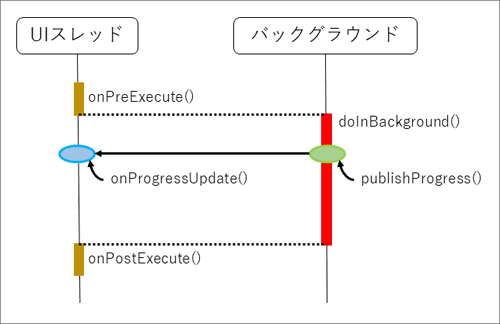 UIスレッド
バックグラウンド
onPreExecute()
doInBackground()
onProgressUpdate()
publishProgress()
onPostExecute()